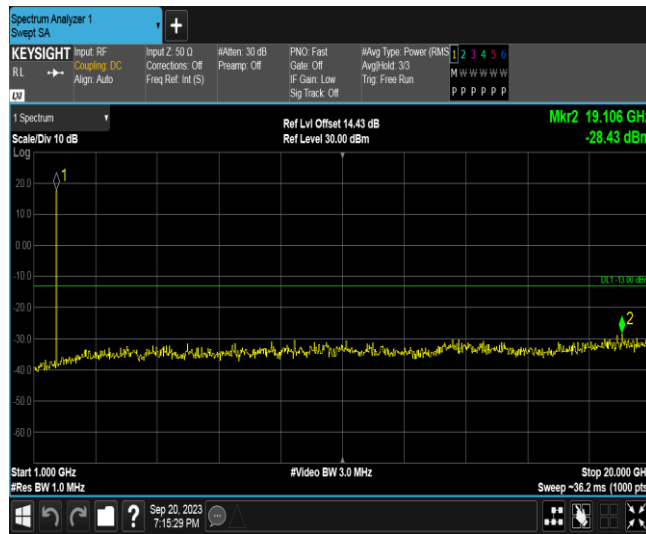 Spectrum Analyzer 1
Swept SA
KEYSIGHT Input: RF Input Z: 50 Ω #Atten: 30 dB PNO: Fast #Avg Type: Power (RMS 1 2 3 4 5 6
RL Coupling: DC Corrections: Off Preamp: Off Gate: Off Avg|Hold: 3/3 M W W W W W
Align: Auto Freq Ref: Int (S) IF Gain: Low Trig: Free Run
LXI Sig Track: Off P P P P P P
1 Spectrum Ref Lvl Offset 14.43 dB Mkr2 19.106 GHz
Scale/Div 10 dB Ref Level 30.00 dBm -28.43 dBm
Log
1
20.0
10.0
0.00
-10.0 DL1 -13.00 dBm
-20.0
2
-30.0
-40.0
-50.0
-60.0
Start 1.000 GHz #Video BW 3.0 MHz Stop 20.000 GH
#Res BW 1.0 MHz Sweep ~36.2 ms (1000 pts
? Sep 20, 2023
7:15:29 PM